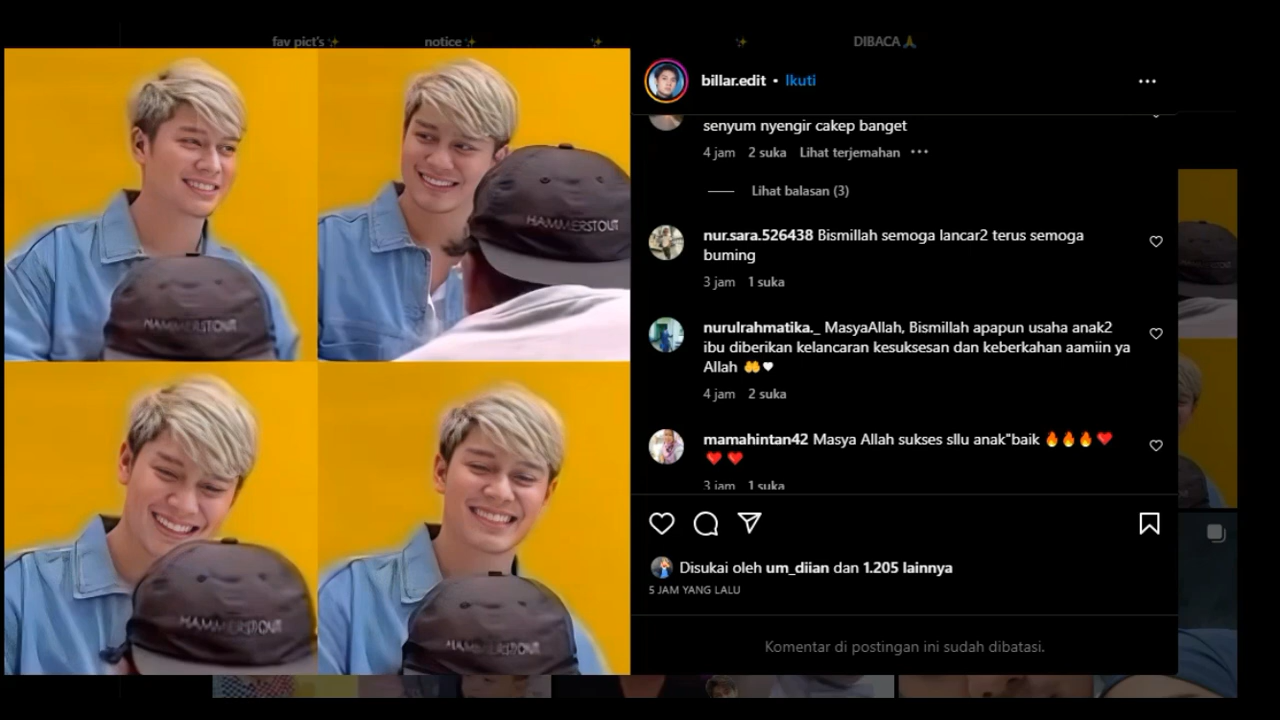 fav pict's ✨
notice ✨
✨
✨
DIBACA 🙏
billar.edit • Ikuti
senyum nyengir cakep banget
4 jam 2 suka Lihat terjemahan
Lihat balasan (3)
nur.sara.526438 Bismillah semoga lancar2 terus semoga
buming
3 jam 1 suka
nurulrahmatika._ MasyaAllah, Bismillah apapun usaha anak2
ibu diberikan kelancaran kesuksesan dan keberkahan aamiin ya
Allah 🤲🤍
4 jam 2 suka
mamahintan42 Masya Allah sukses sllu anak"baik 🔥🔥🔥❤️
❤️❤️
3 jam 1 suka
Disukai oleh um_diian dan 1.205 lainnya
5 JAM YANG LALU
Komentar di postingan ini sudah dibatasi.
HAMMERSTOUT
HAMMERSTOUT
HAMMERSTOUT
HAMMERSTOUT